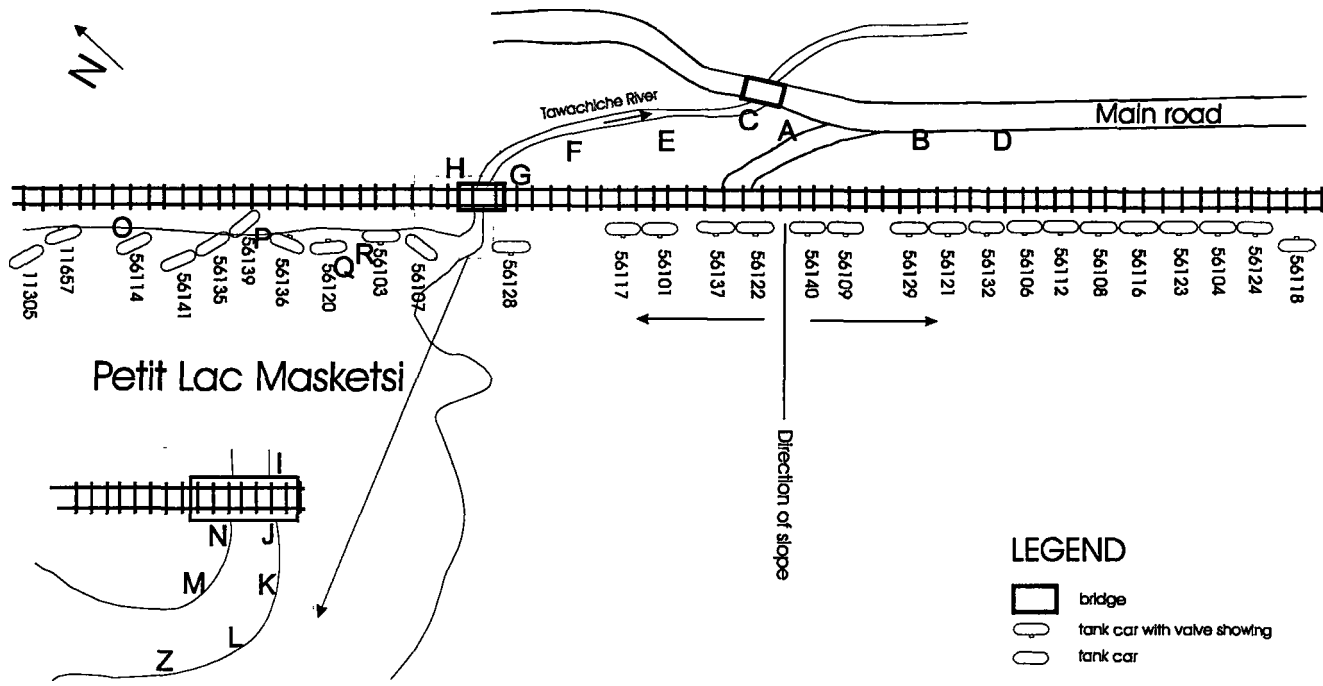 N
Tawachiche River
Main road
C
A
B
D
F
E
H
G
O
P
Q
R
11305
11657
56114
56141
56135
56139
56136
56120
56103
56107
56128
56117
56101
56137
56122
56140
56109
56129
56121
56132
56106
56112
56108
56116
56123
56104
56124
56118
Petit Lac Masketsi
Direction of slope
I
N
J
M
K
L
Z
LEGEND
bridge
tank car with valve showing
tank car